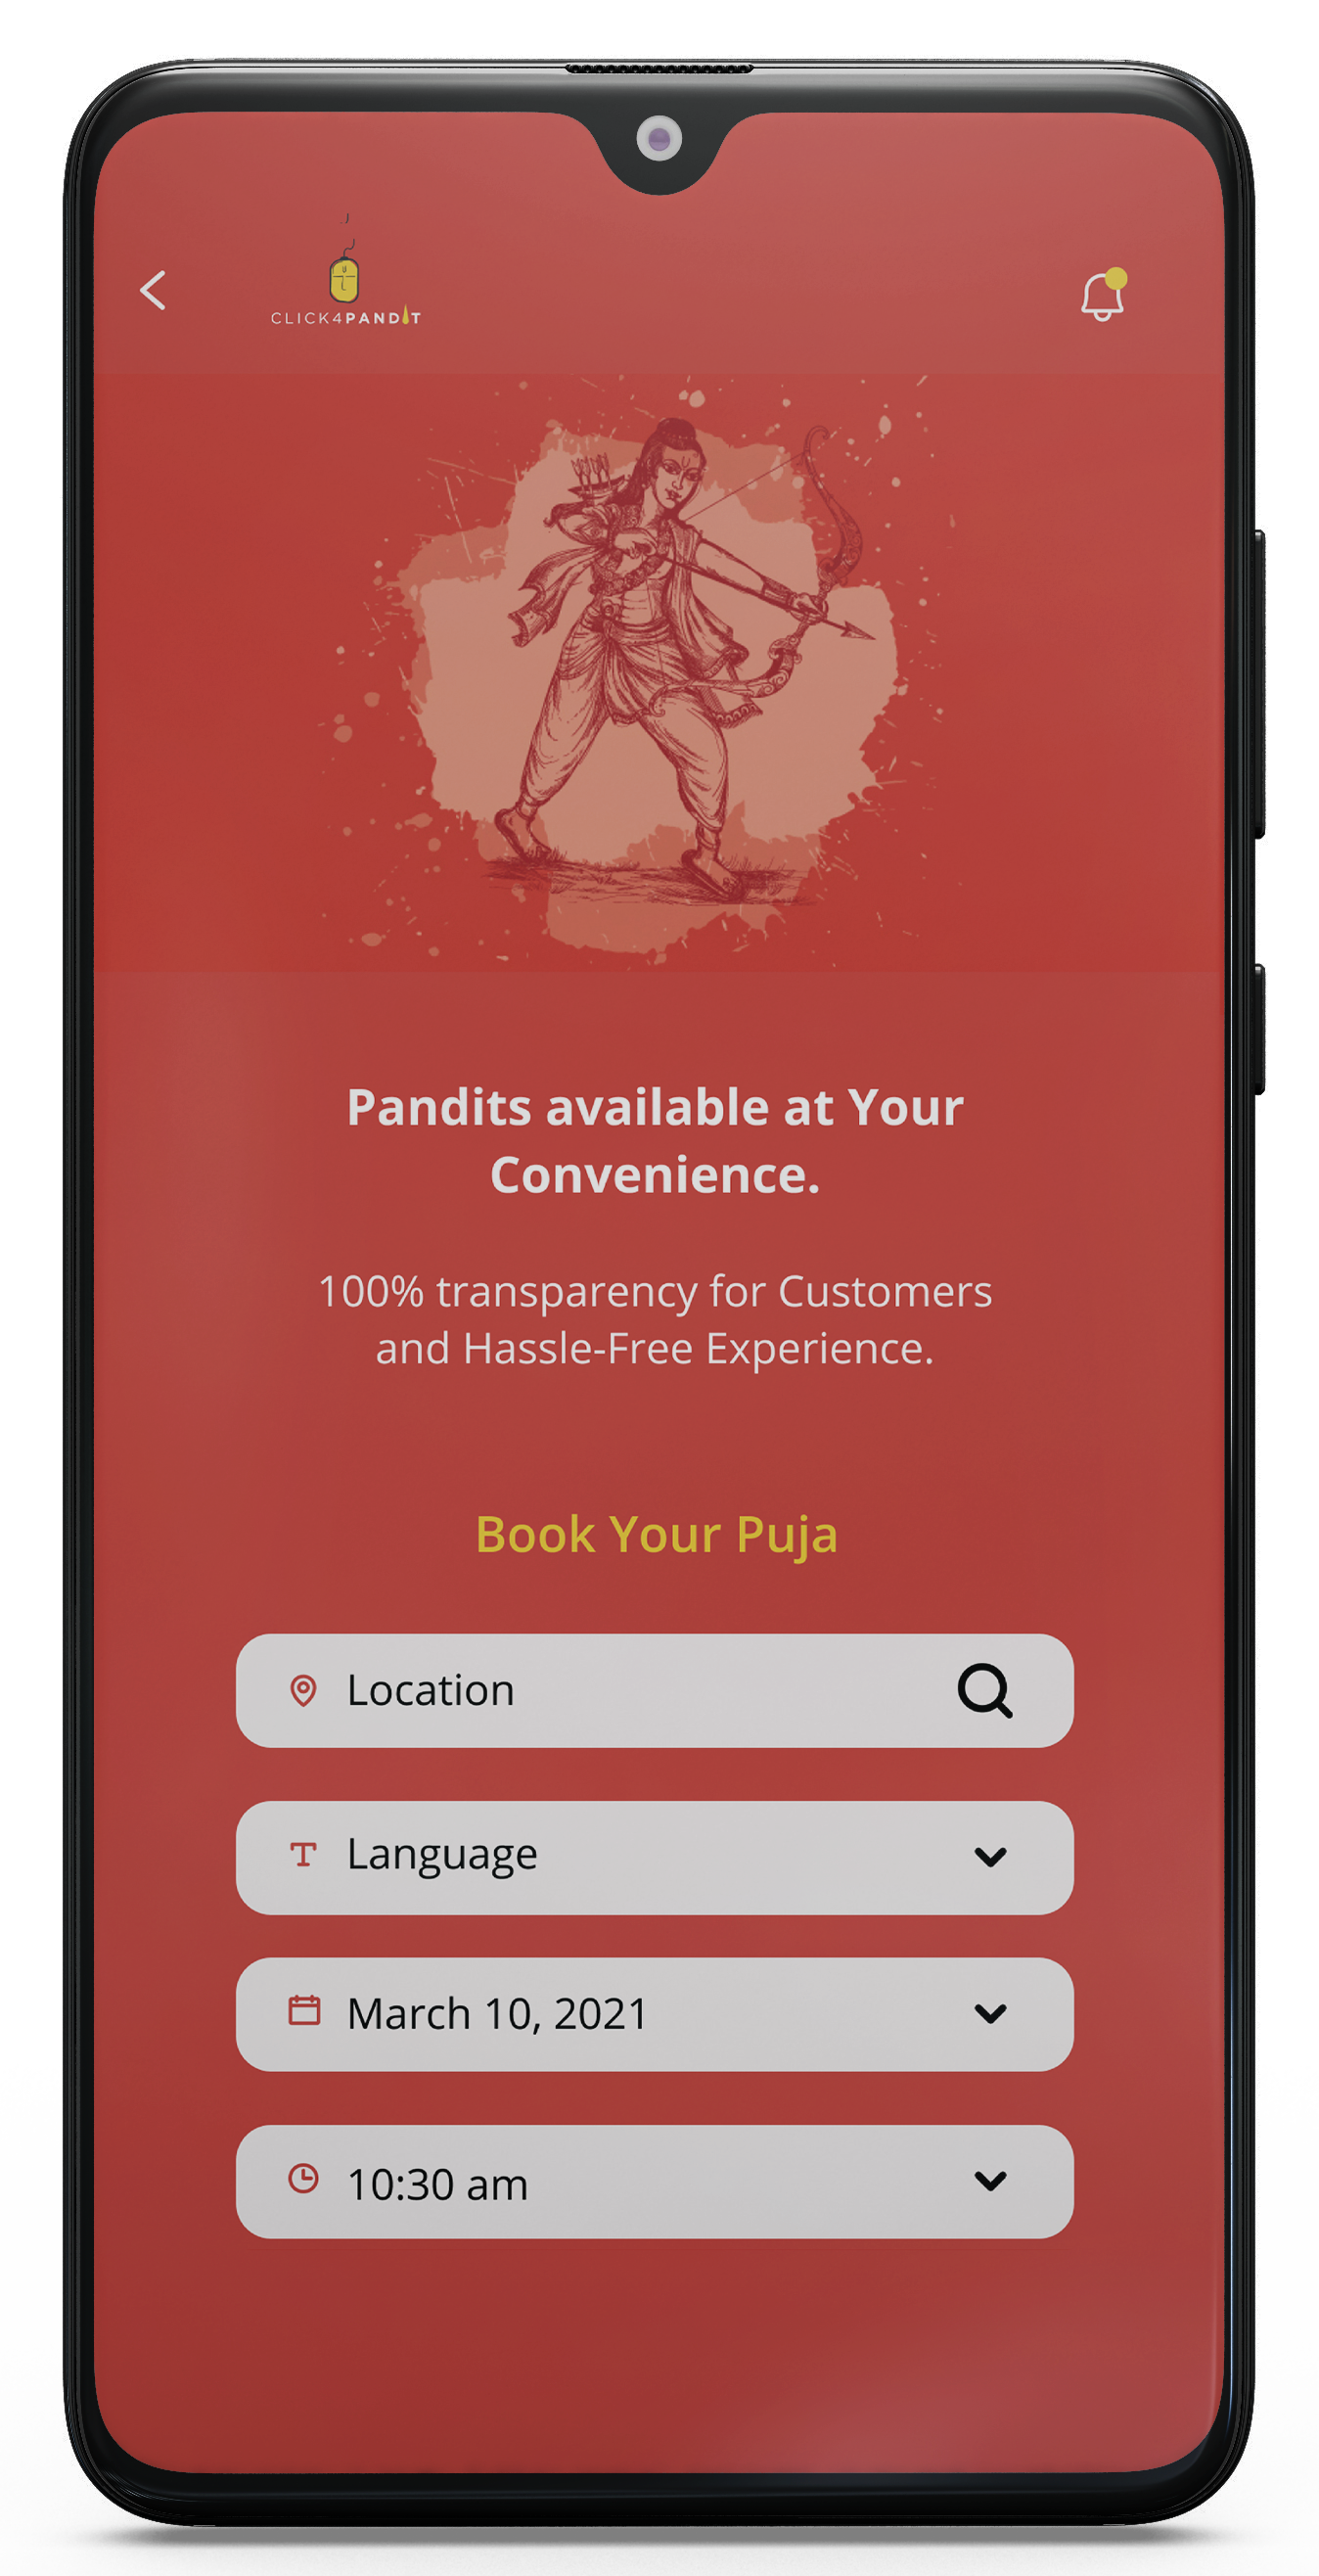 CLICK4PANDIT
Pandits available at Your
Convenience.
100% transparency for Customers
and Hassle-Free Experience.
Book Your Puja
Location
Language
March 10, 2021
10:30 am